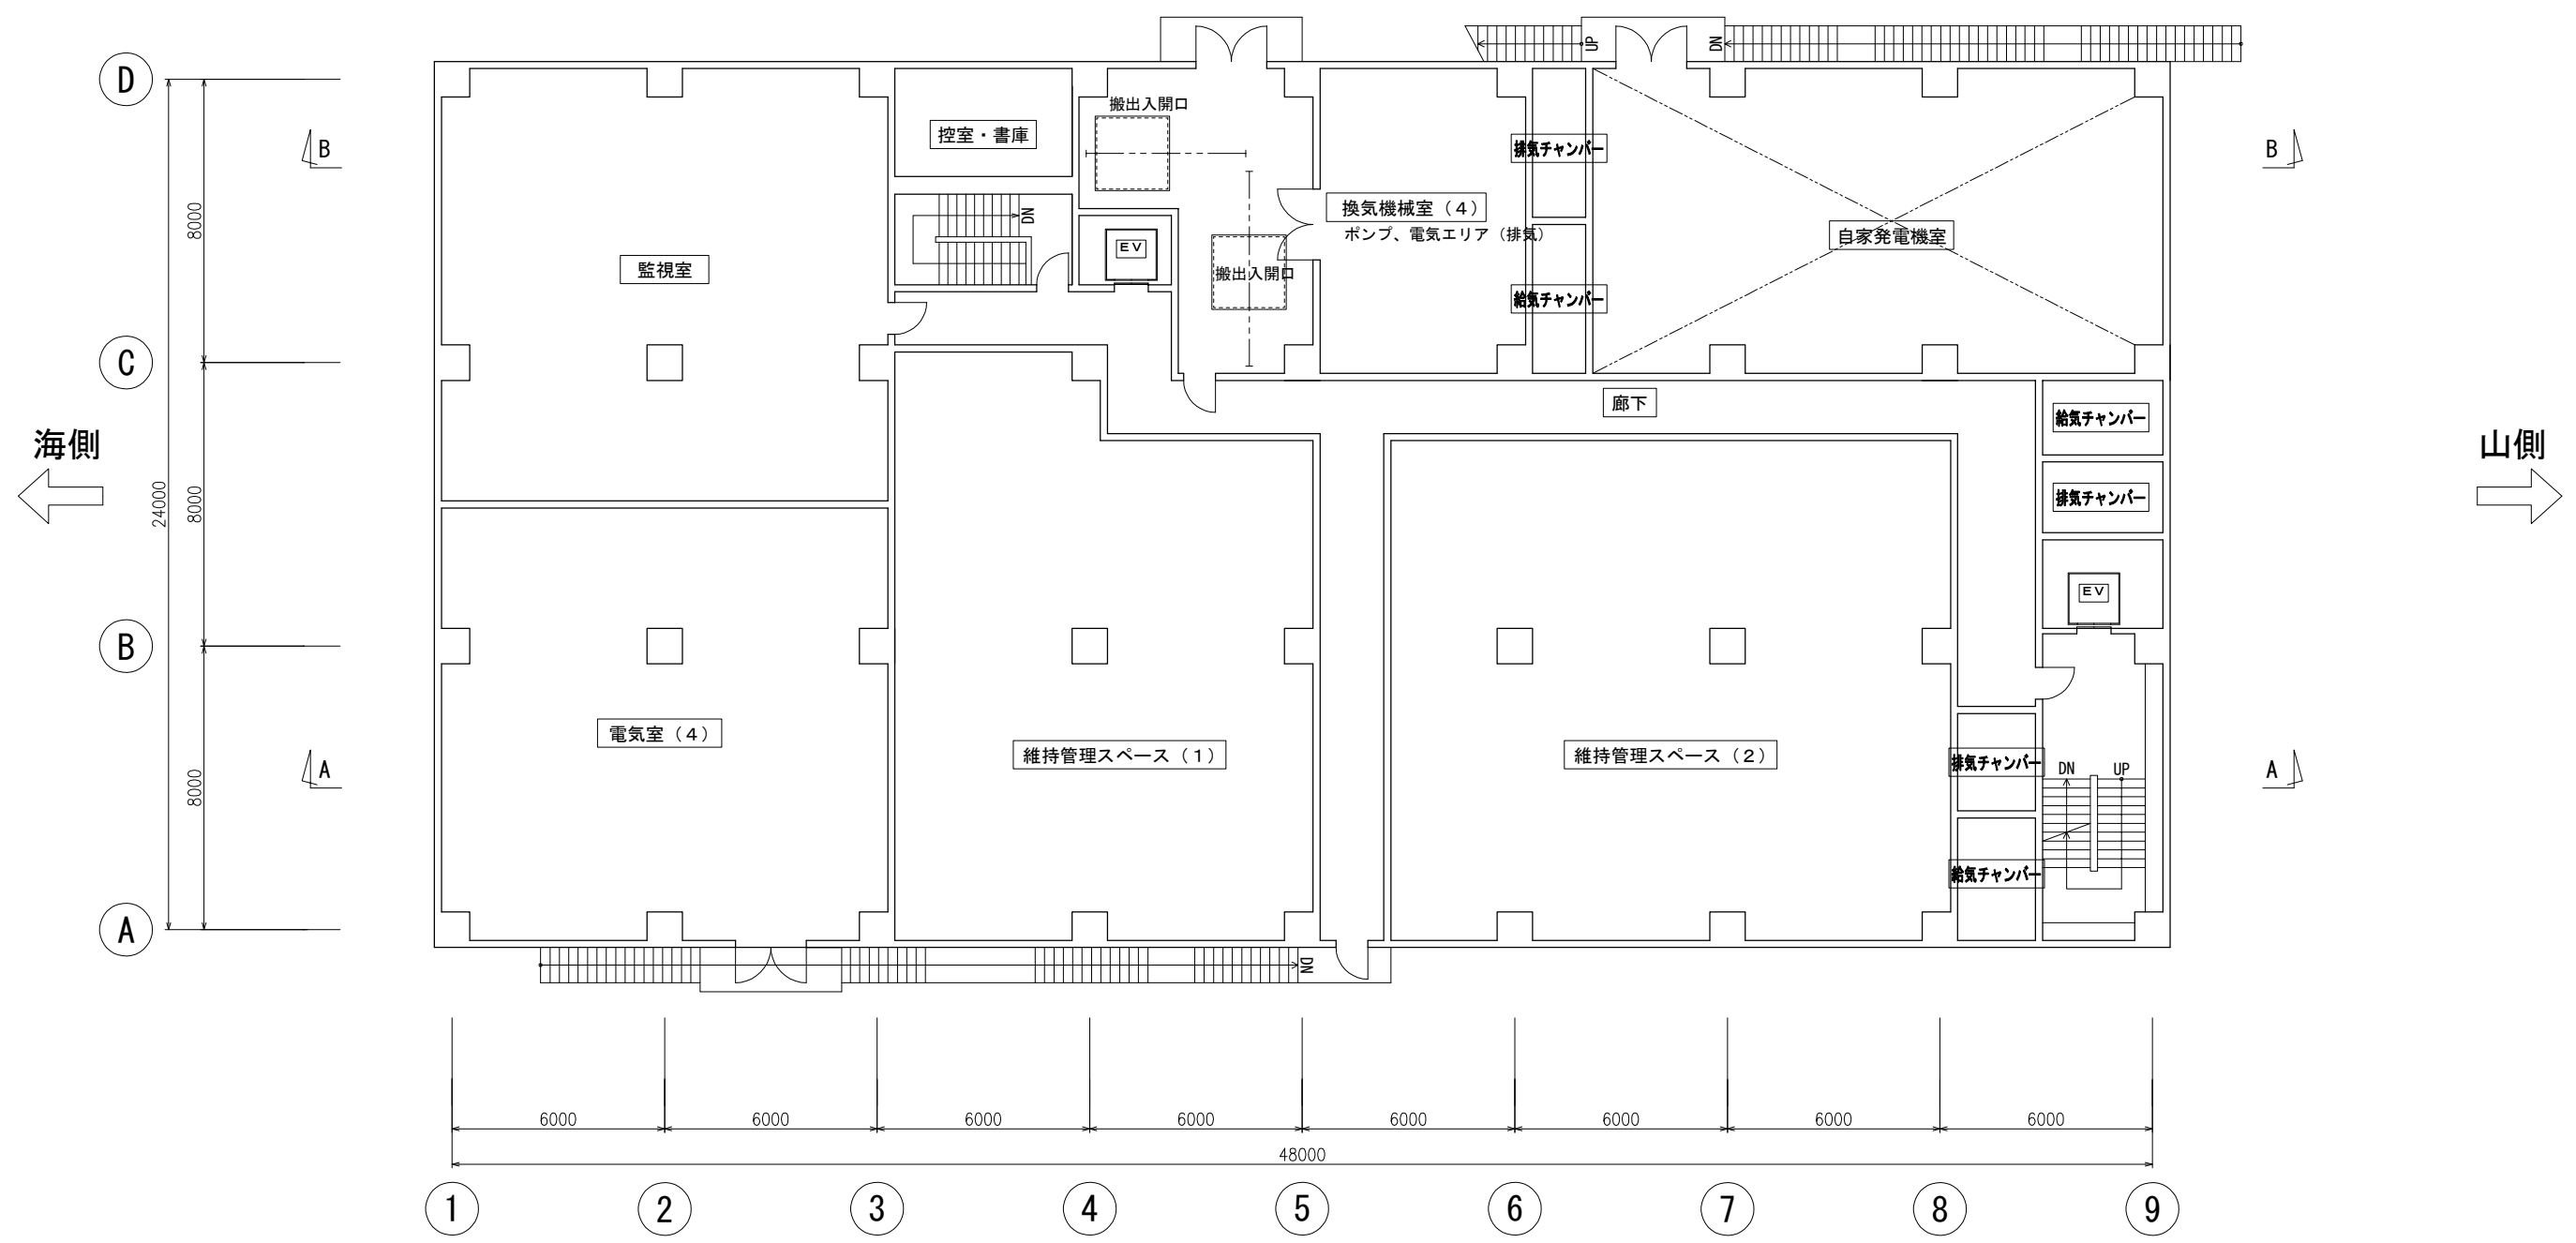 UP
DN
D
搬出入開口
控室・書庫
排気チャンバー
B
B
換気機械室（４）
ポンプ、電気エリア（排気）
DN
8000
自家発電機室
ＥＶ
監視室
搬出入開口
給気チャンバー
C
廊下
給気チャンバー
海側
山側
24000
8000
排気チャンバー
ＥＶ
B
電気室（４）
維持管理スペース（１）
維持管理スペース（２）
排気チャンバー
DN
UP
A
A
8000
給気チャンバー
A
DN
6000
6000
6000
6000
6000
6000
6000
6000
48000
1
2
3
4
5
6
7
8
9